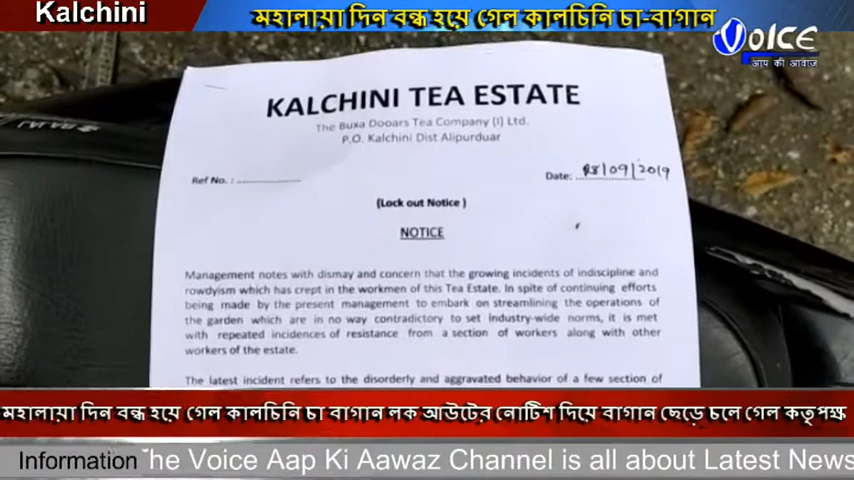 Kalchini
মহালায়া দিন বন্ধ হয়ে গেল কালচিনি চা-বাগান
VOICE
आप की आवाज
BAJAJ
KALCHINI TEA ESTATE
The Buxa Dooars Tea Company (I) Ltd.
P.O. Kalchini Dist Alipurduar
Ref No. :
Date: 28/09/2019
(Lock out Notice )
NOTICE
Management notes with dismay and concern that the growing incidents of indiscipline and
rowdyism which has crept in the workmen of this Tea Estate. In spite of continuing efforts
being made by the present management to embark on streamlining the operations of
the garden which are in no way contradictory to set industry-wide norms, it is met
with repeated incidences of resistance from a section of workers along with other
workers of the estate.
The latest incident refers to the disorderly and aggravated behavior of a few section of
মহালায়া দিন বন্ধ হয়ে গেল কালচিনি চা বাগান লক আউটের নোটিশ দিয়ে বাগান ছেড়ে চলে গেল কতৃপক্ষ
Information The Voice Aap Ki Aawaz Channel is all about Latest News